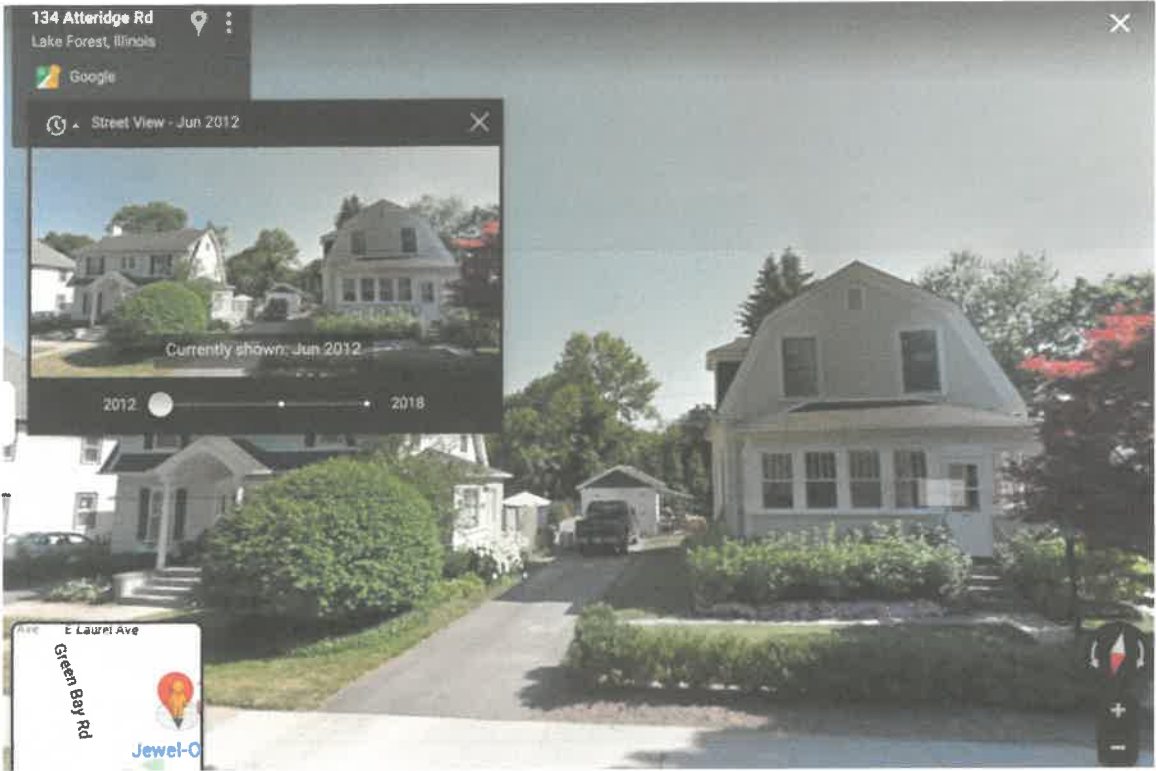 134 Atteridge Rd
Lake Forest, Illinois
Google
Street View - Jun 2012
Currently shown: Jun 2012
2012
2018
Ave
E Laurel Ave
Green Bay Rd
Jewel-O